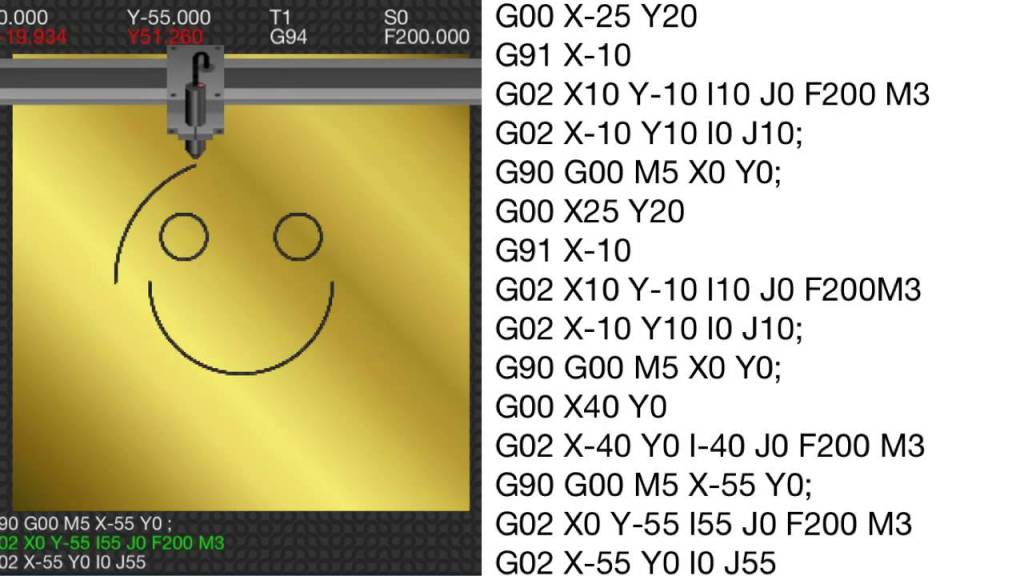 0.000 Y-55.000 T1 S0
-19.934 Y51.260 G94 F200.000
90 G00 M5 X-55 Y0 ;
02 X0 Y-55 I55 J0 F200 M3
02 X-55 Y0 I0 J55
G00 X-25 Y20
G91 X-10
G02 X10 Y-10 I10 J0 F200 M3
G02 X-10 Y10 I0 J10;
G90 G00 M5 X0 Y0;
G00 X25 Y20
G91 X-10
G02 X10 Y-10 I10 J0 F200M3
G02 X-10 Y10 I0 J10;
G90 G00 M5 X0 Y0;
G00 X40 Y0
G02 X-40 Y0 I-40 J0 F200 M3
G90 G00 M5 X-55 Y0;
G02 X0 Y-55 I55 J0 F200 M3
G02 X-55 Y0 I0 J55